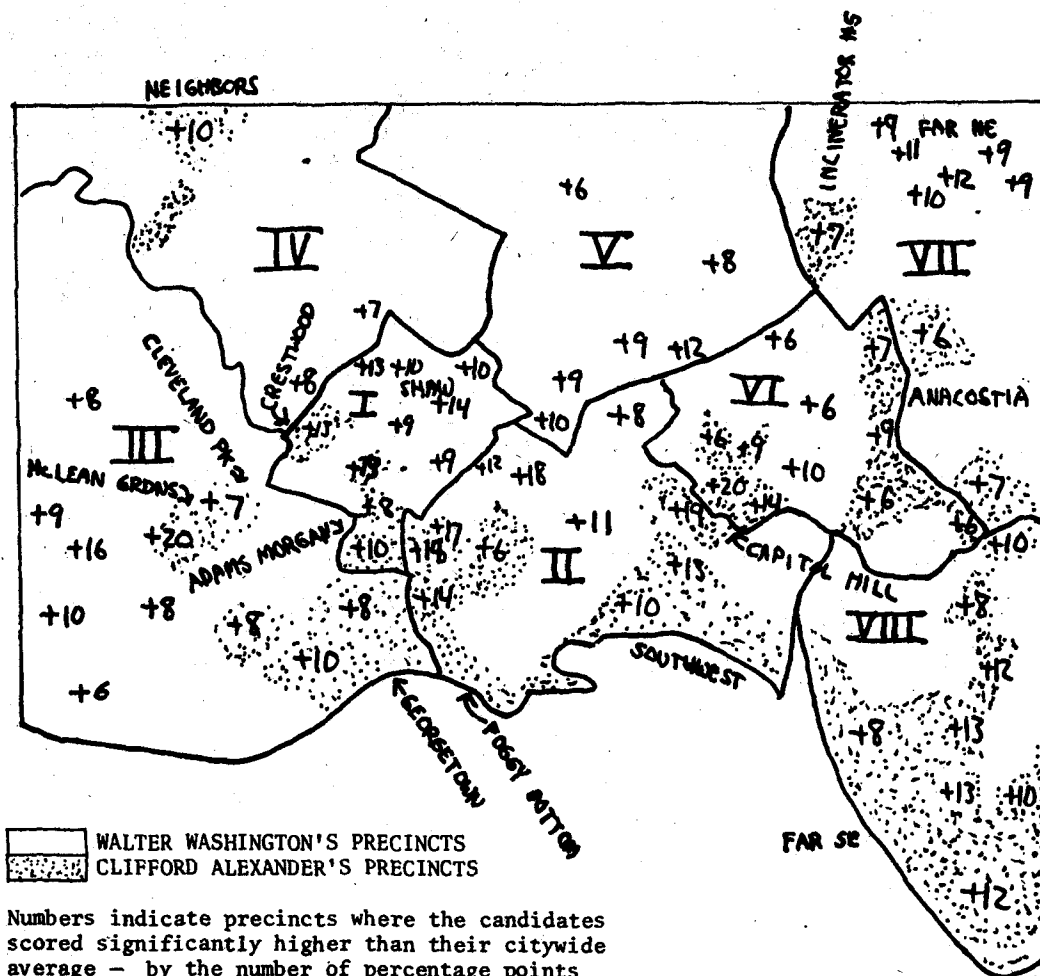 NEIGHBORS
+10
INCINERATOR MS
+9 FAR NE
+11
+9
+12
+9
+10
+6
+7
IV
V
+8
VII
+7
CRESTWOOD
CLEVELAND PK
+8
+13 +10
SHAW
+10
+14
I
+9
+9
+12
+6
+9
+10
+8
VI
+6
+7
+6
ANACOSTIA
+9
+8
III
McLEAN GRDNS
+7
+9
+20
+16
ADAMS MORGAN
+8
+10
+9
+12
+18
+17
+18
+6
+11
II
+14
+6
+9
+10
+20
+14
+19
+13
+10
CAPITOL HILL
+6
+7
+6
+10
VIII
+8
+12
+10
+8
+8
+8
+10
+6
GEORGETOWN
FOGGY BOTTOM
SOUTHWEST
+8
+13
+13
+10
+12
FAR SE
WALTER WASHINGTON'S PRECINCTS
CLIFFORD ALEXANDER'S PRECINCTS
Numbers indicate precincts where the candidates
scored significantly higher than their citywide
average — by the number of percentage points